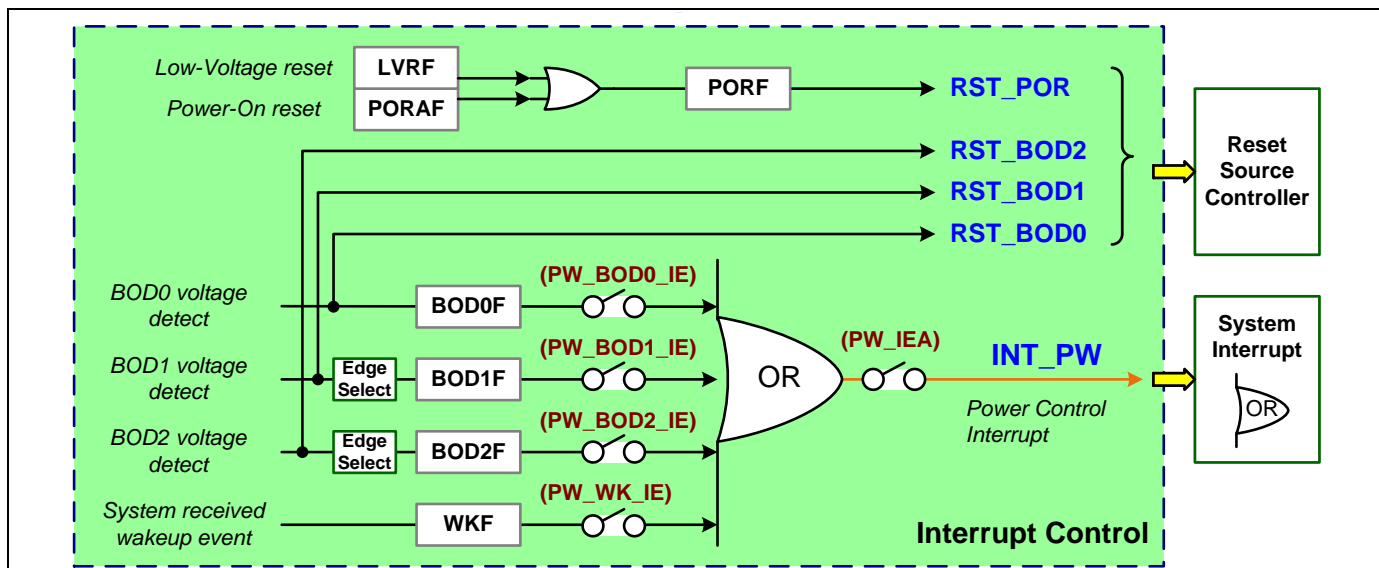 Low-Voltage reset
LVRF
Power-On reset
PORAF
PORF
RST_POR
RST_BOD2
RST_BOD1
RST_BOD0
Reset
Source
Controller
BOD0 voltage
detect
BOD0F
(PW_BOD0_IE)
BOD1 voltage
detect
Edge
Select
BOD1F
(PW_BOD1_IE)
BOD2 voltage
detect
Edge
Select
BOD2F
(PW_BOD2_IE)
System received
wakeup event
WKF
(PW_WK_IE)
OR
(PW_IEA)
INT_PW
Power Control
Interrupt
System
Interrupt
OR
Interrupt Control